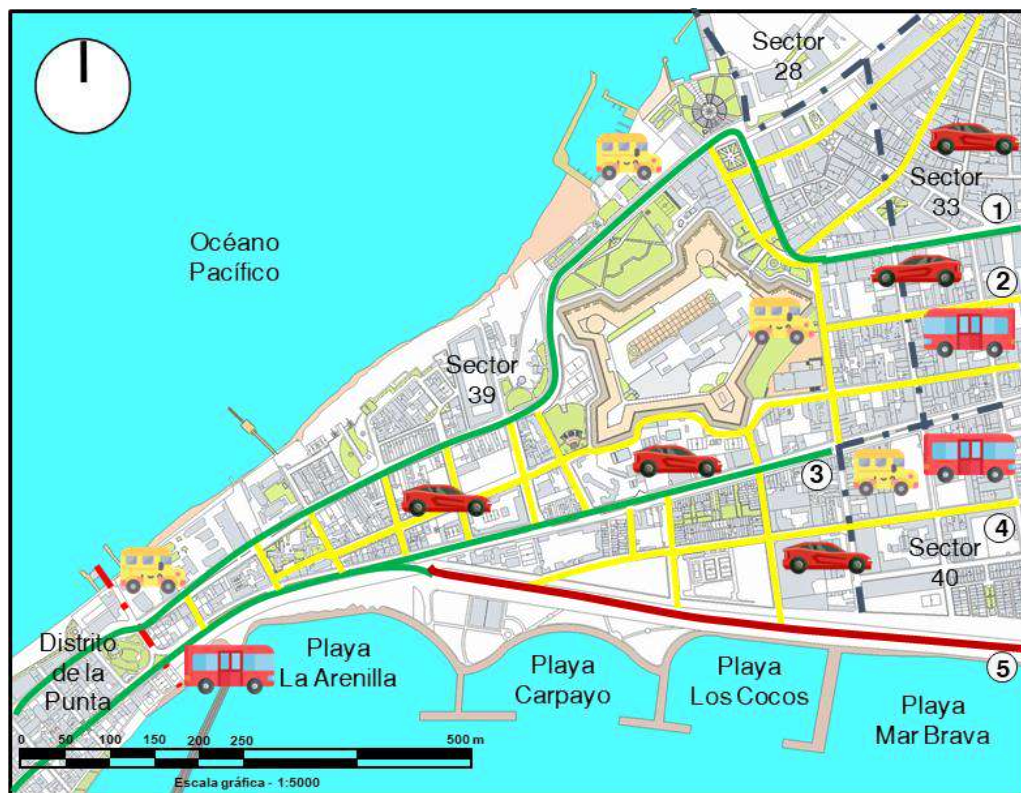 Sector
28
Sector
33
1
Océano
Pacífico
2
Sector
39
3
4
Sector
40
Distrito
de la
Punta
Playa
La Arenilla
Playa
Carpayo
Playa
Los Cocos
5
Playa
Mar Brava
0 50 100 150 200 250 500 m
Escala gráfica - 1:5000